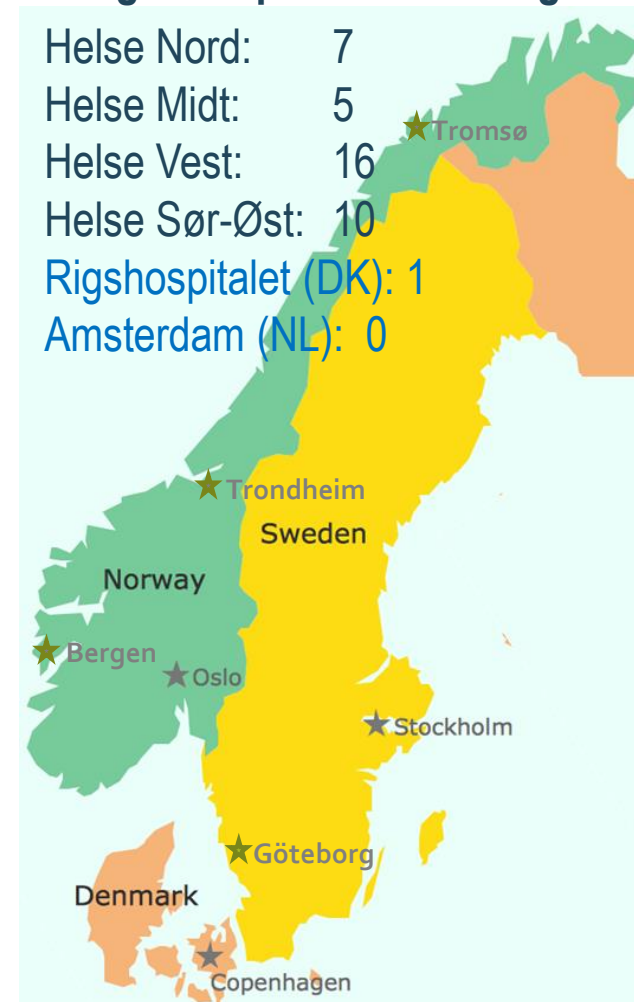 Helse Nord: 7
Helse Midt: 5
Helse Vest: 16
Helse Sør-Øst: 10
Rigshospitalet (DK): 1
Amsterdam (NL): 0
Tromsø
Trondheim
Sweden
Norway
Bergen
Oslo
Stockholm
Göteborg
Denmark
Copenhagen